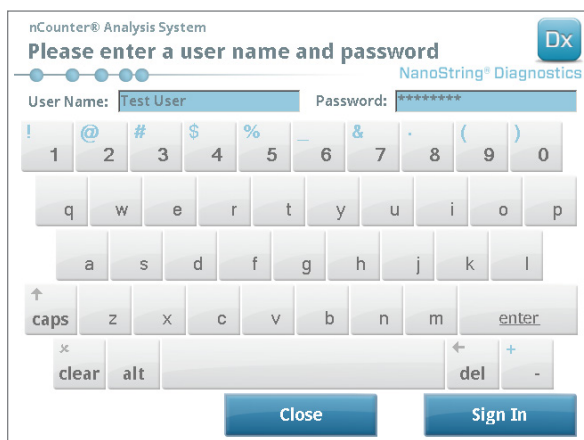 nCounter® Analysis System
Please enter a user name and password
Dx
NanoString® Diagnostics
User Name: Test User Password: ********
! @ # $ % _ & · ( )
1 2 3 4 5 6 7 8 9 0
q w e r t y u i o p
a s d f g h j k l
caps z x c v b n m enter
x ← +
clear alt del -
Close Sign In